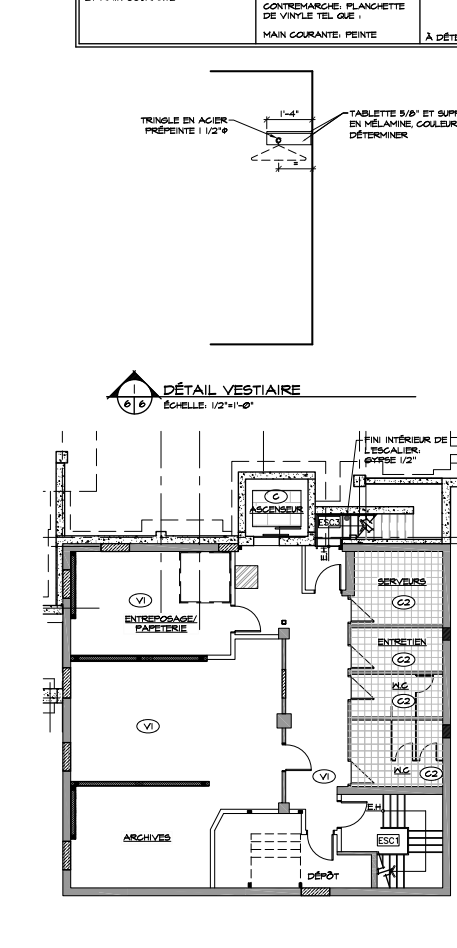 CONTREMARCHE: PLANCHETTE
DE VINYLE TEL QUE :
MAIN COURANTE: PEINTE
1'-4"
TRINGLE EN ACIER
PRÉPEINTE 1 1/2"Ø
TABLETTE 5/8" ET
EN MÉLAMINE, COULEUR
DÉTERMINER
=
6 6
DÉTAIL VESTIAIRE
ÉCHELLE: 1/2"=1'-0"
FINI INTÉRIEUR DE
L'ESCALIER:
GYPSE 1/2"
C
ASCENSEUR
ESC3
E.H.
SERVEURS
C2
V1
ENTREPOSAGE/
PAPETERIE
ENTRETIEN
C2
W.C
C2
V1
W.C
C2
V1
E.H.
ARCHIVES
ESC1
DÉPÔT